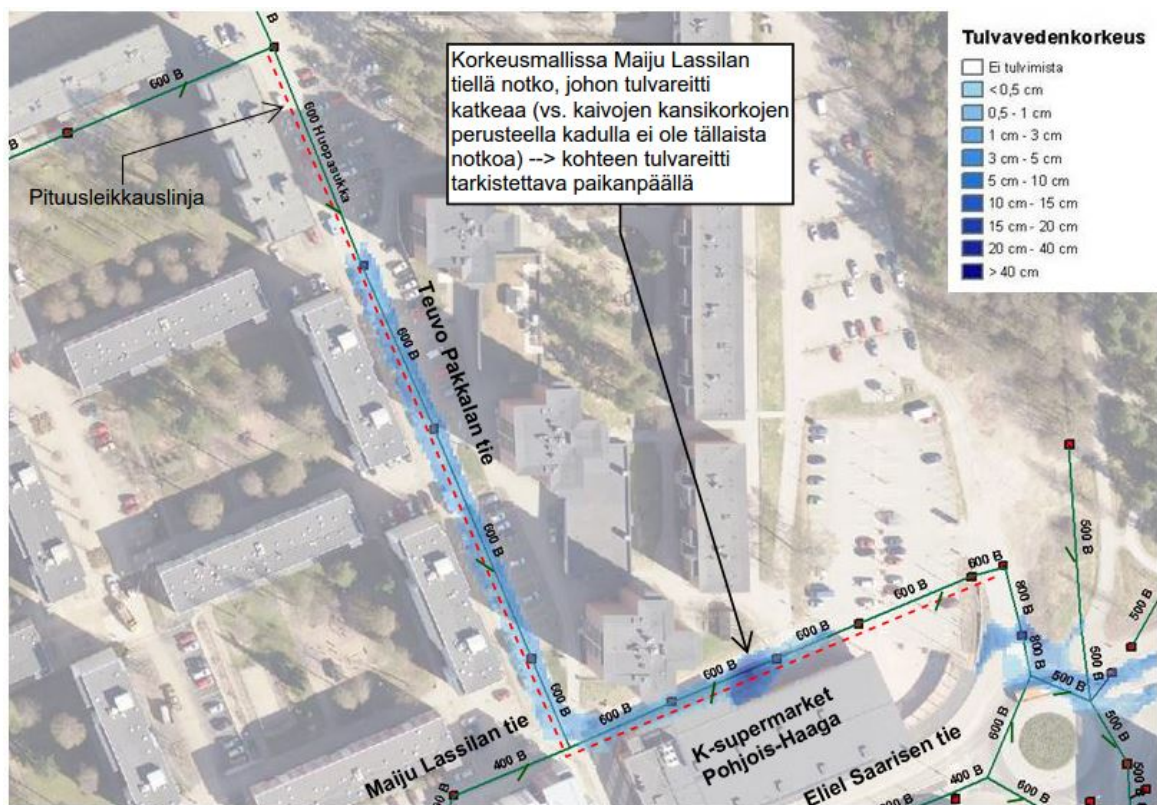 Korkeusmallissa Maiju Lassilan
tiellä notko, johon tulvareitti
katkeaa (vs. kaivojen kansikorkojen
perusteella kadulla ei ole tällaista
notkoa) --> kohteen tulvareitti
tarkistettava paikanpäällä
Tulvavedenkorkeus
Ei tulvimista
< 0,5 cm
0,5 - 1 cm
1 cm - 3 cm
3 cm - 5 cm
5 cm - 10 cm
10 cm - 15 cm
15 cm - 20 cm
20 cm - 40 cm
> 40 cm
B
B
600 B
600 Huopasukka
Pituusleikkauslinja
Teuvo Pakkalan tie
600 B
600 B
600 B
600 B
600 B
600 B
600 B
600 B
800 B
800 B
500 B
500 B
500 B
500 B
500 B
500 B
600 B
400 B
600 B
400 B
Maiju Lassilan tie
K-supermarket
Pohjois-Haaga
Eliel Saarisen tie